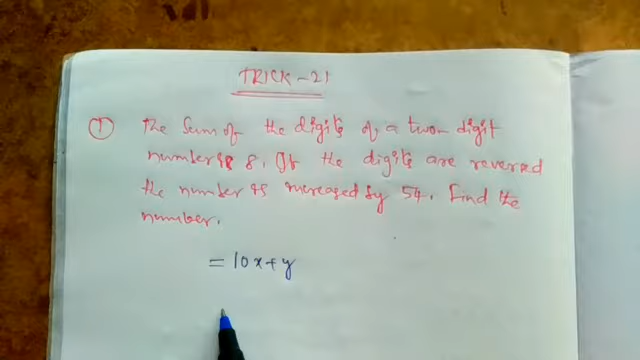 TRICK-21
① The Sum of the digits of a two digit
number is 8. If the digits are reversed
the number is increased by 54. Find the
number.
= 10x+y